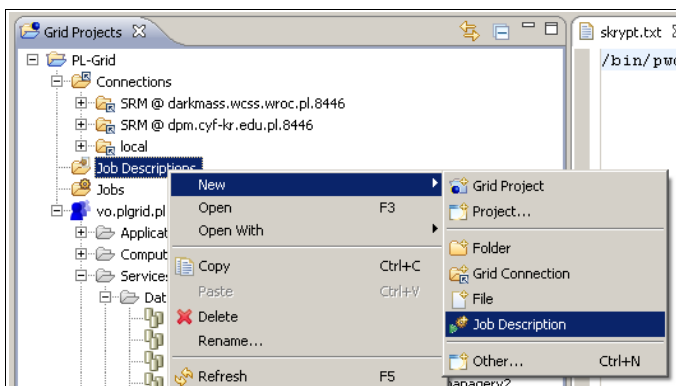 Grid Projects
skrypt.txt
PL-Grid
/bin/pwd
Connections
SRM @ darkmass.wcss.wroc.pl.8446
SRM @ dpm.cyf-kr.edu.pl.8446
local
Job Descriptions
Jobs
vo.plgrid.pl
Applicat
Comput
Services
Dat
New
Open F3
Open With
Copy Ctrl+C
Paste Ctrl+V
Delete
Rename...
Refresh F5
Grid Project
Project...
Folder
Grid Connection
File
Job Description
Other... Ctrl+N